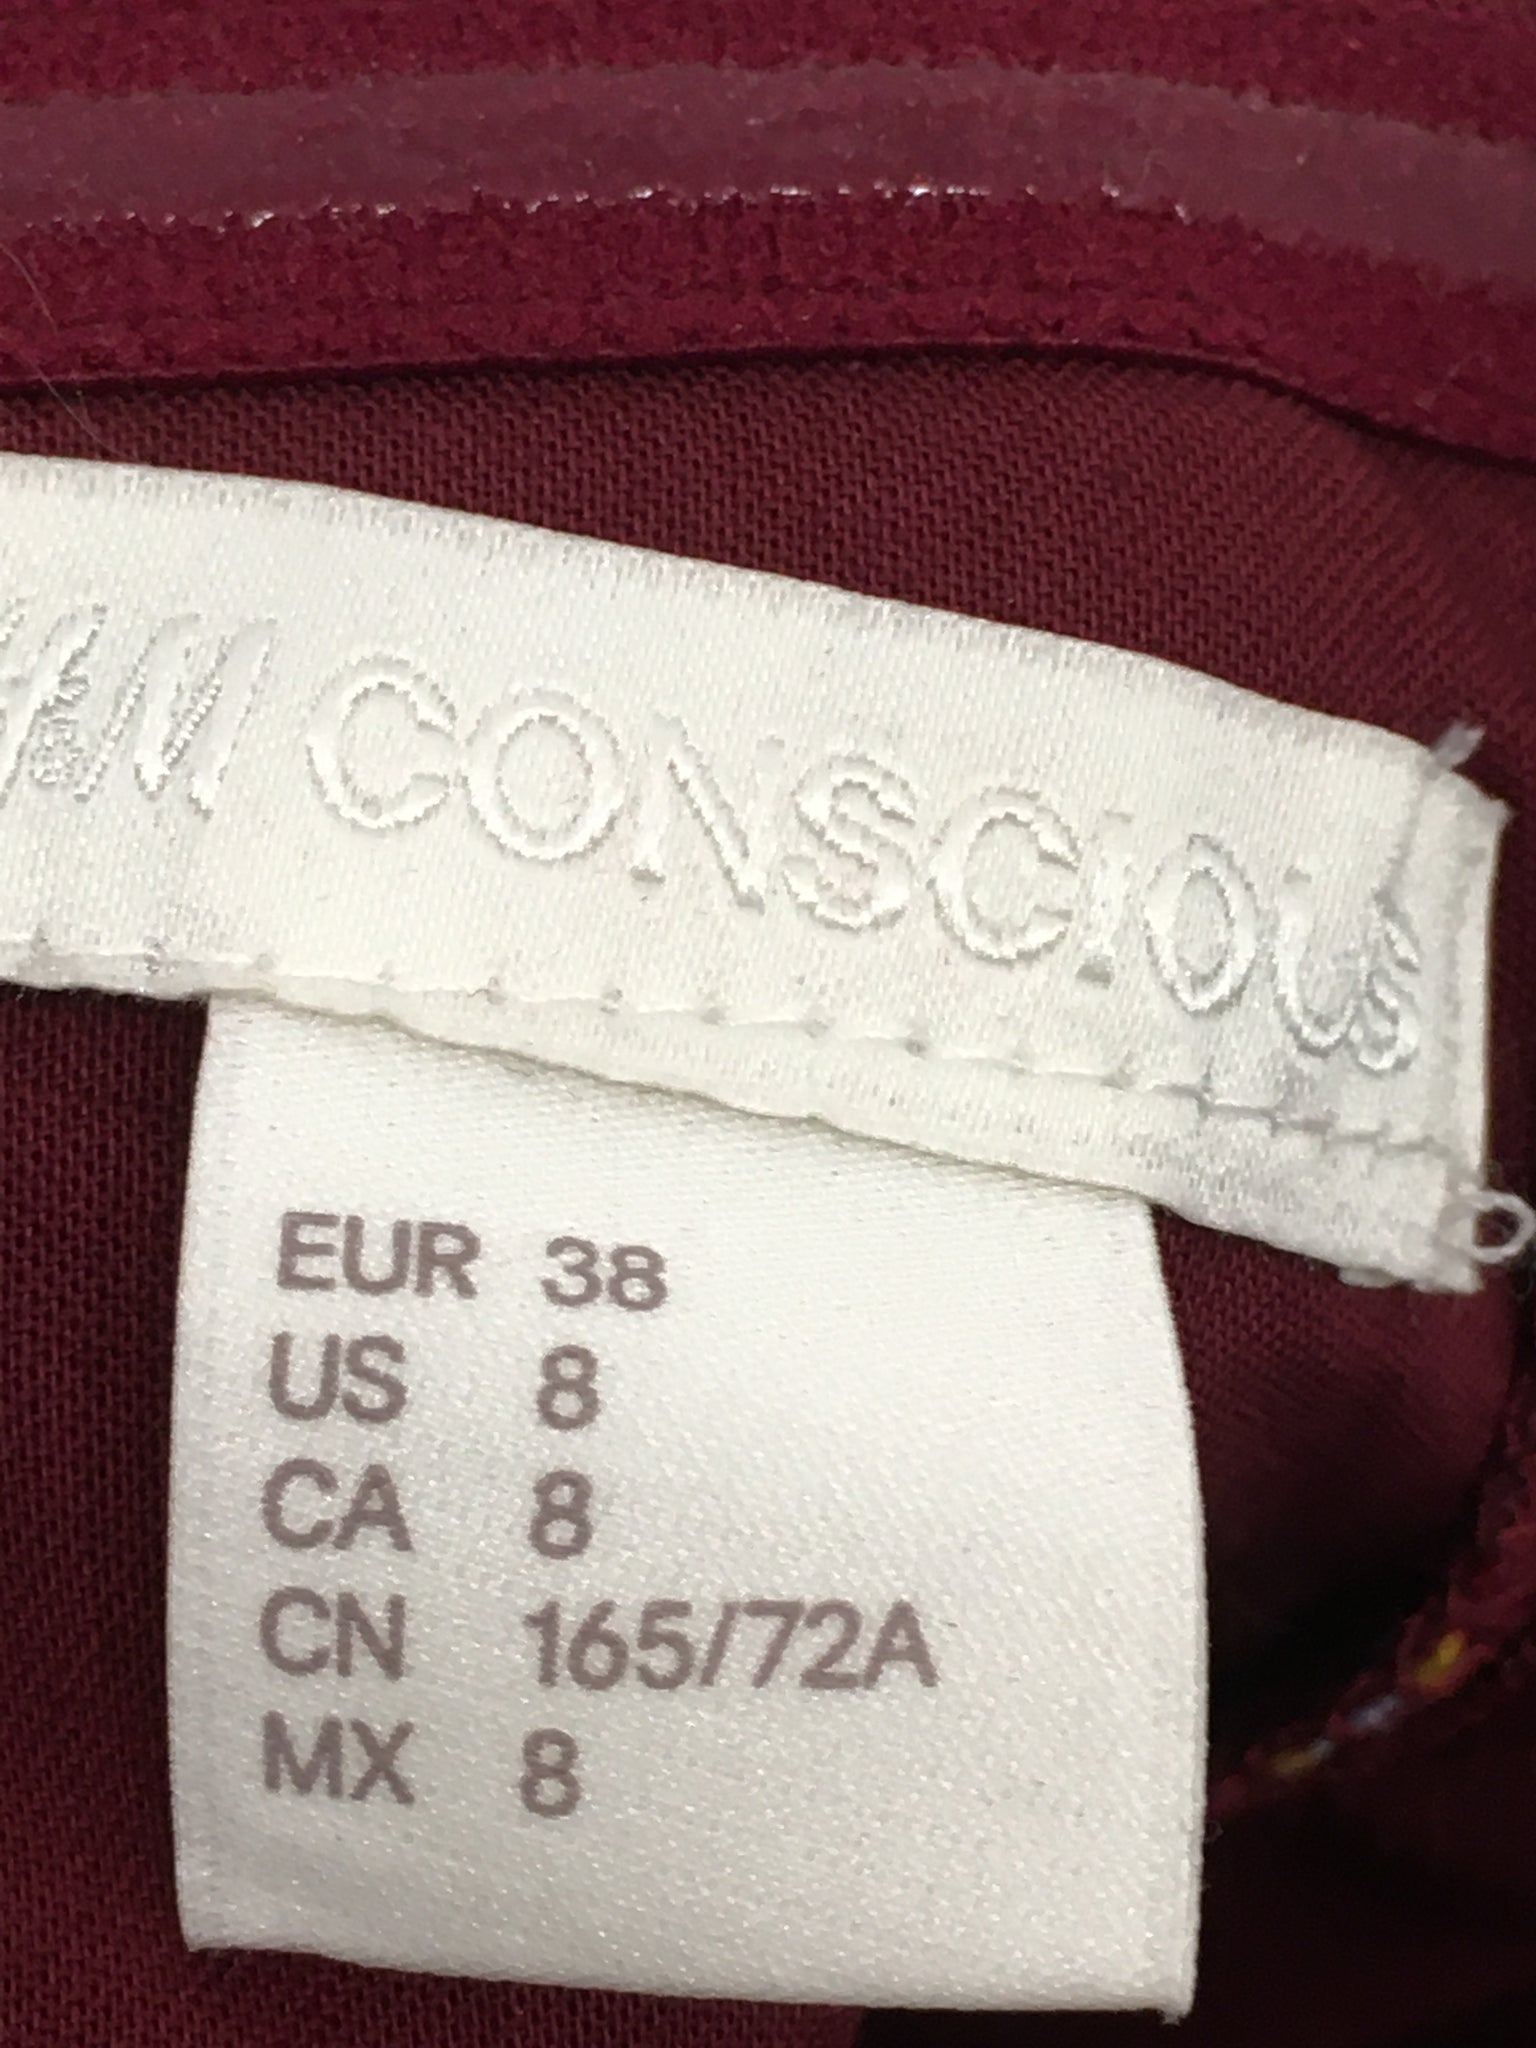 H&M CONSCIOUS
EUR 38
US 8
CA 8
CN 165/72A
MX 8